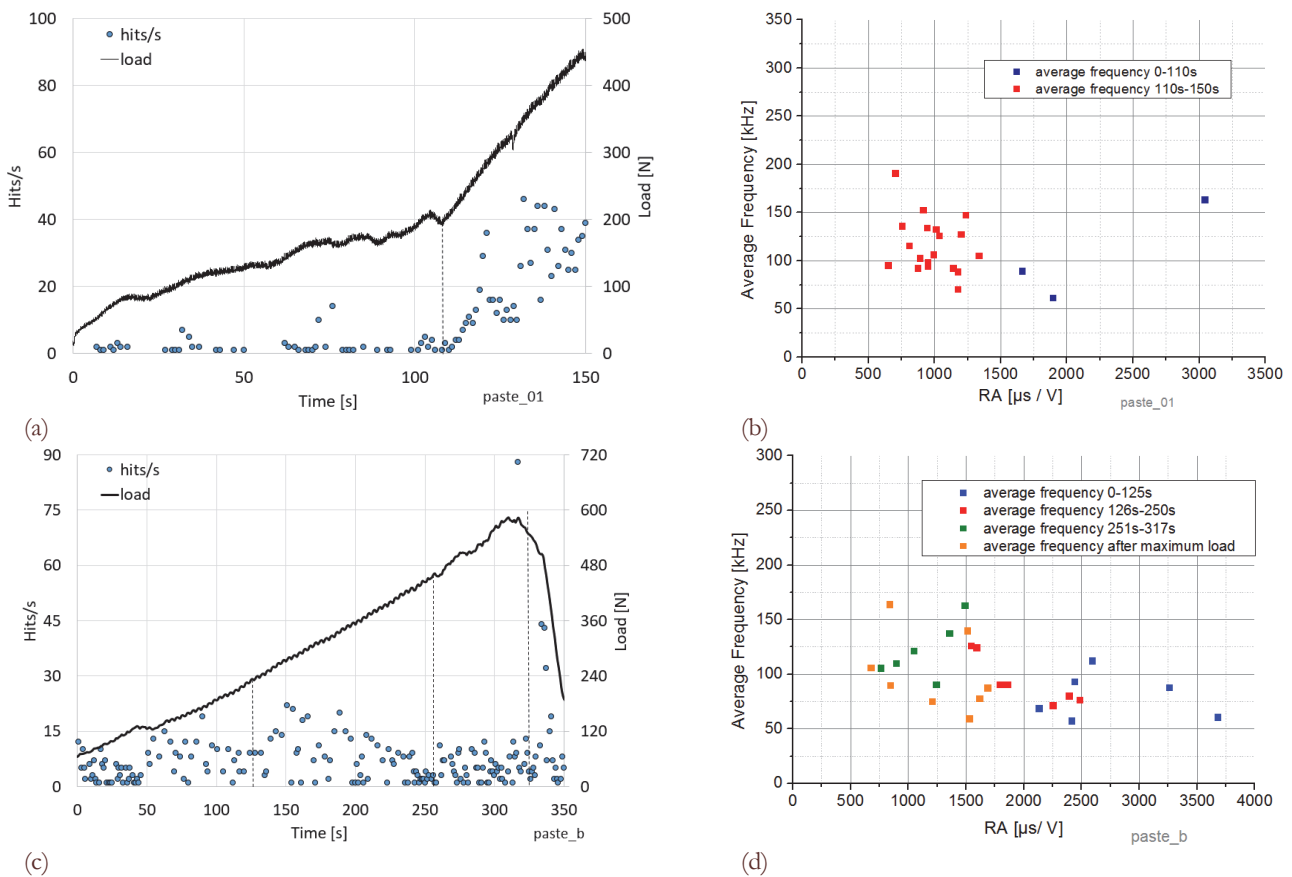 100
80
60
40
20
0
Hits/s
hits/s
load
500
400
300
200
100
0
Load [N]
0
50
100
150
Time [s]
paste_01
(a)
350
300
250
200
150
100
50
0
Average Frequency [kHz]
average frequency 0-110s
average frequency 110s-150s
0
500
1000
1500
2000
2500
3000
3500
RA [µs / V]
paste_01
(b)
90
75
60
45
30
15
0
Hits/s
hits/s
load
720
600
480
360
240
120
0
Load [N]
0
50
100
150
200
250
300
350
Time [s]
paste_b
(c)
300
250
200
150
100
50
0
Average Frequency [kHz]
average frequency 0-125s
average frequency 126s-250s
average frequency 251s-317s
average frequency after maximum load
0
500
1000
1500
2000
2500
3000
3500
4000
RA [µs/ V]
paste_b
(d)